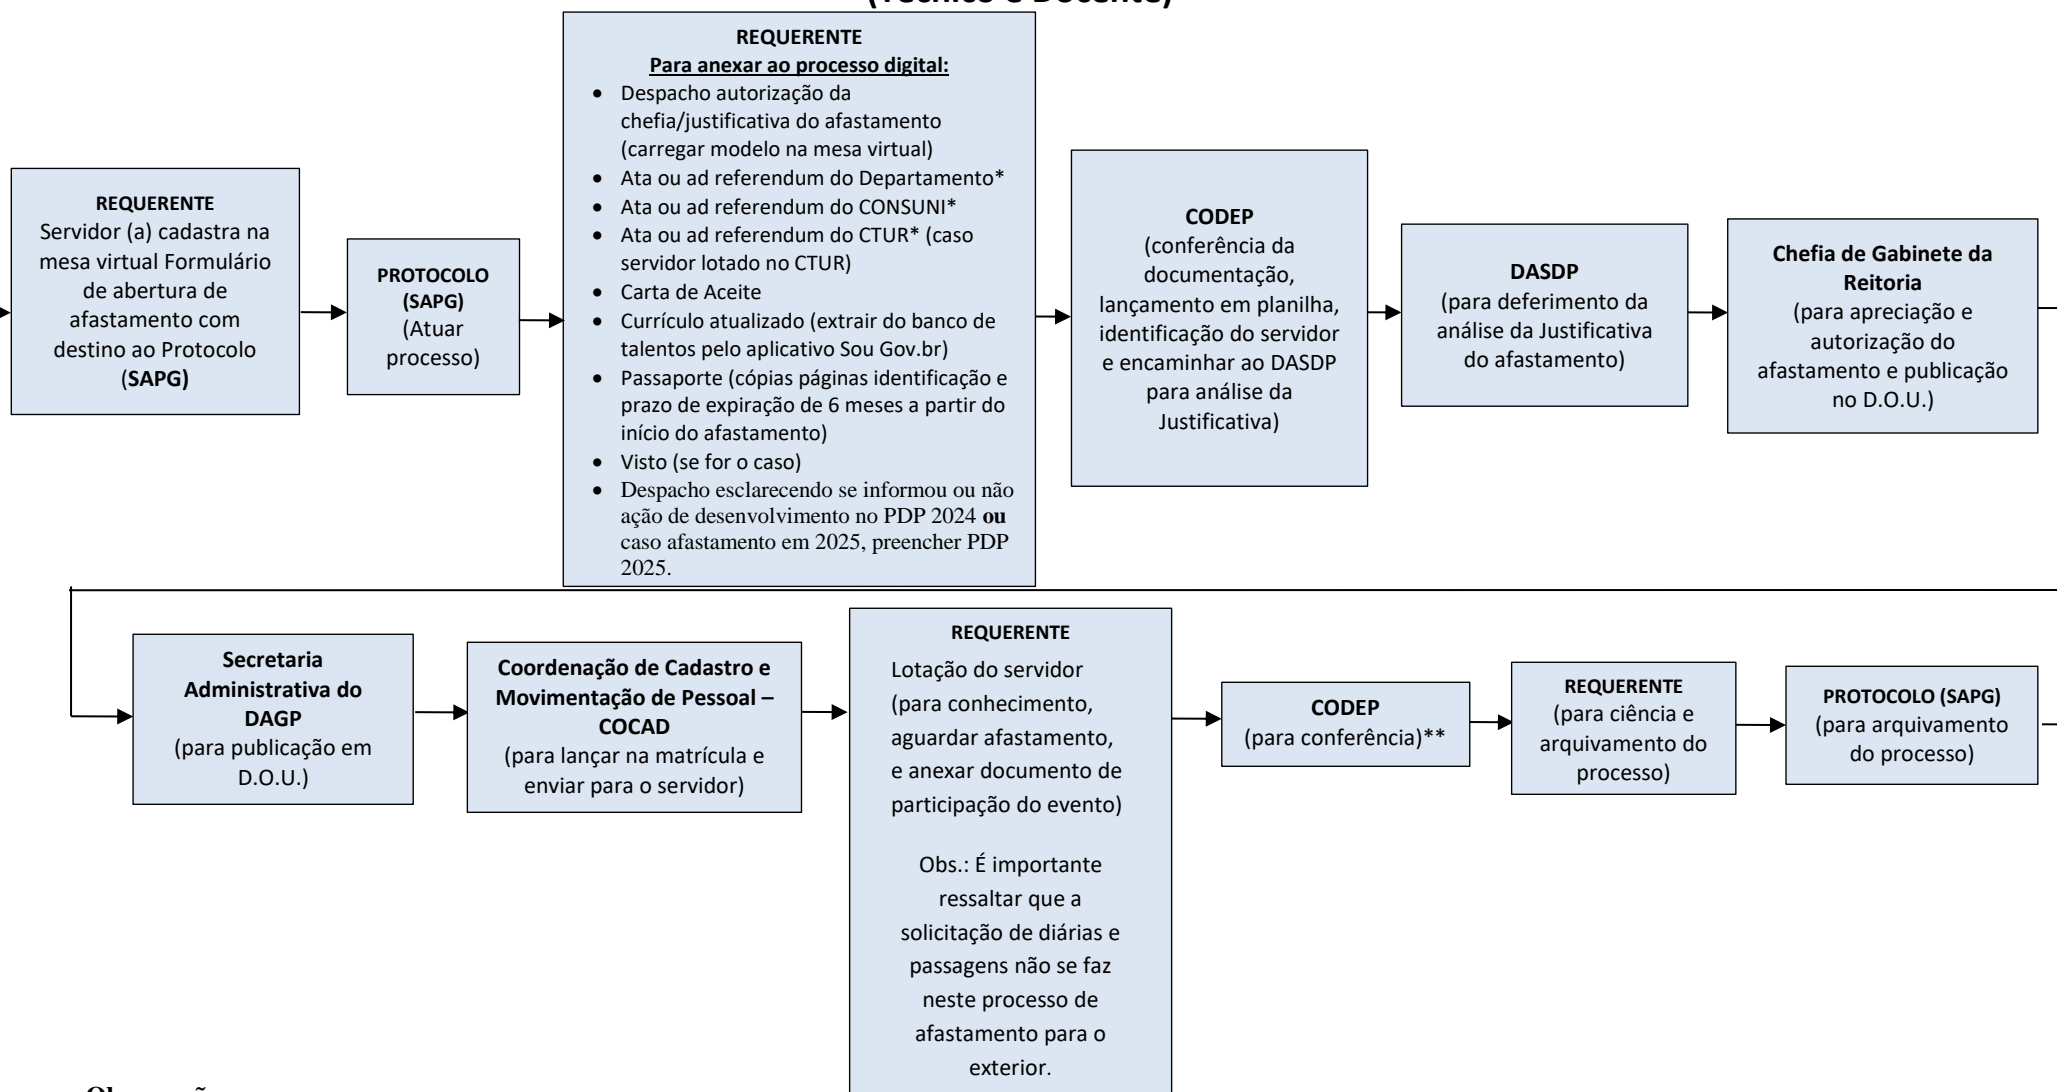 (Técnico e Docente)
REQUERENTE
Servidor (a) cadastra na
mesa virtual Formulário
de abertura de
afastamento com
destino ao Protocolo
(SAPG)
PROTOCOLO
(SAPG)
(Atuar
processo)
REQUERENTE
Para anexar ao processo digital:
• Despacho autorização da
chefia/justificativa do afastamento
(carregar modelo na mesa virtual)
• Ata ou ad referendum do Departamento*
• Ata ou ad referendum do CONSUNI*
• Ata ou ad referendum do CTUR* (caso
servidor lotado no CTUR)
• Carta de Aceite
• Currículo atualizado (extrair do banco de
talentos pelo aplicativo Sou Gov.br)
• Passaporte (cópias páginas identificação e
prazo de expiração de 6 meses a partir do
início do afastamento)
• Visto (se for o caso)
• Despacho esclarecendo se informou ou não
ação de desenvolvimento no PDP 2024 ou
caso afastamento em 2025, preencher PDP
2025.
CODEP
(conferência da
documentação,
lançamento em planilha,
identificação do servidor
e encaminhar ao DASDP
para análise da
Justificativa)
DASDP
(para deferimento da
análise da Justificativa
do afastamento)
Chefia de Gabinete da
Reitoria
(para apreciação e
autorização do
afastamento e publicação
no D.O.U.)
Secretaria
Administrativa do
DAGP
(para publicação em
D.O.U.)
Coordenação de Cadastro e
Movimentação de Pessoal –
COCAD
(para lançar na matrícula e
enviar para o servidor)
REQUERENTE
Lotação do servidor
(para conhecimento,
aguardar afastamento,
e anexar documento de
participação do evento)
Obs.: É importante
ressaltar que a
solicitação de diárias e
passagens não se faz
neste processo de
afastamento para o
exterior.
CODEP
(para conferência)**
REQUERENTE
(para ciência e
arquivamento do
processo)
PROTOCOLO (SAPG)
(para arquivamento
do processo)